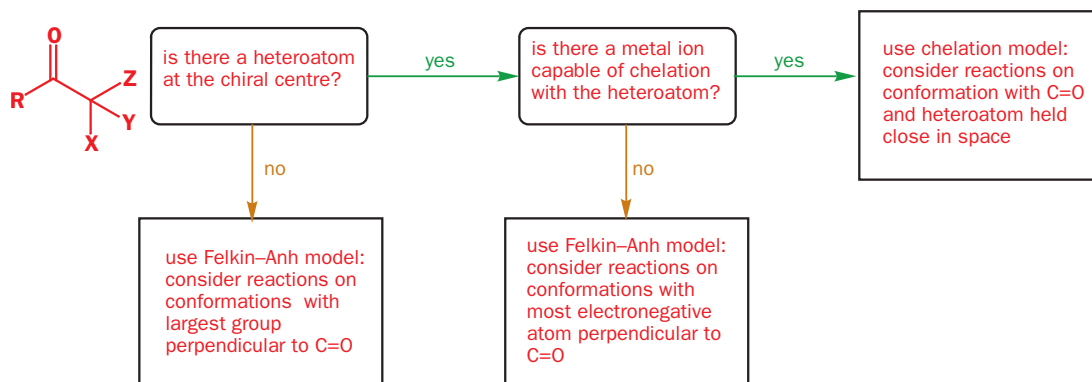 O
R
Z
Y
X
is there a heteroatom
at the chiral centre?
yes
is there a metal ion
capable of chelation
with the heteroatom?
yes
use chelation model:
consider reactions on
conformation with C=O
and heteroatom held
close in space
no
no
use Felkin–Anh model:
consider reactions on
conformations with
largest group
perpendicular to C=O
use Felkin–Anh model:
consider reactions on
conformations with
most electronegative
atom perpendicular to
C=O